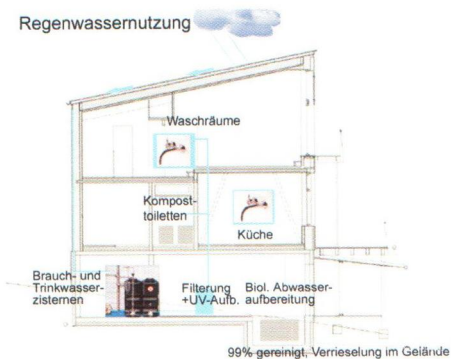 Regenwassernutzung
Waschräume
Kompost-
toiletten
Küche
Brauch- und
Trinkwasser-
zisternen
Filterung
+UV-Aufb.
Biol. Abwasser-
aufbereitung
99% gereinigt, Verrieselung im Gelände